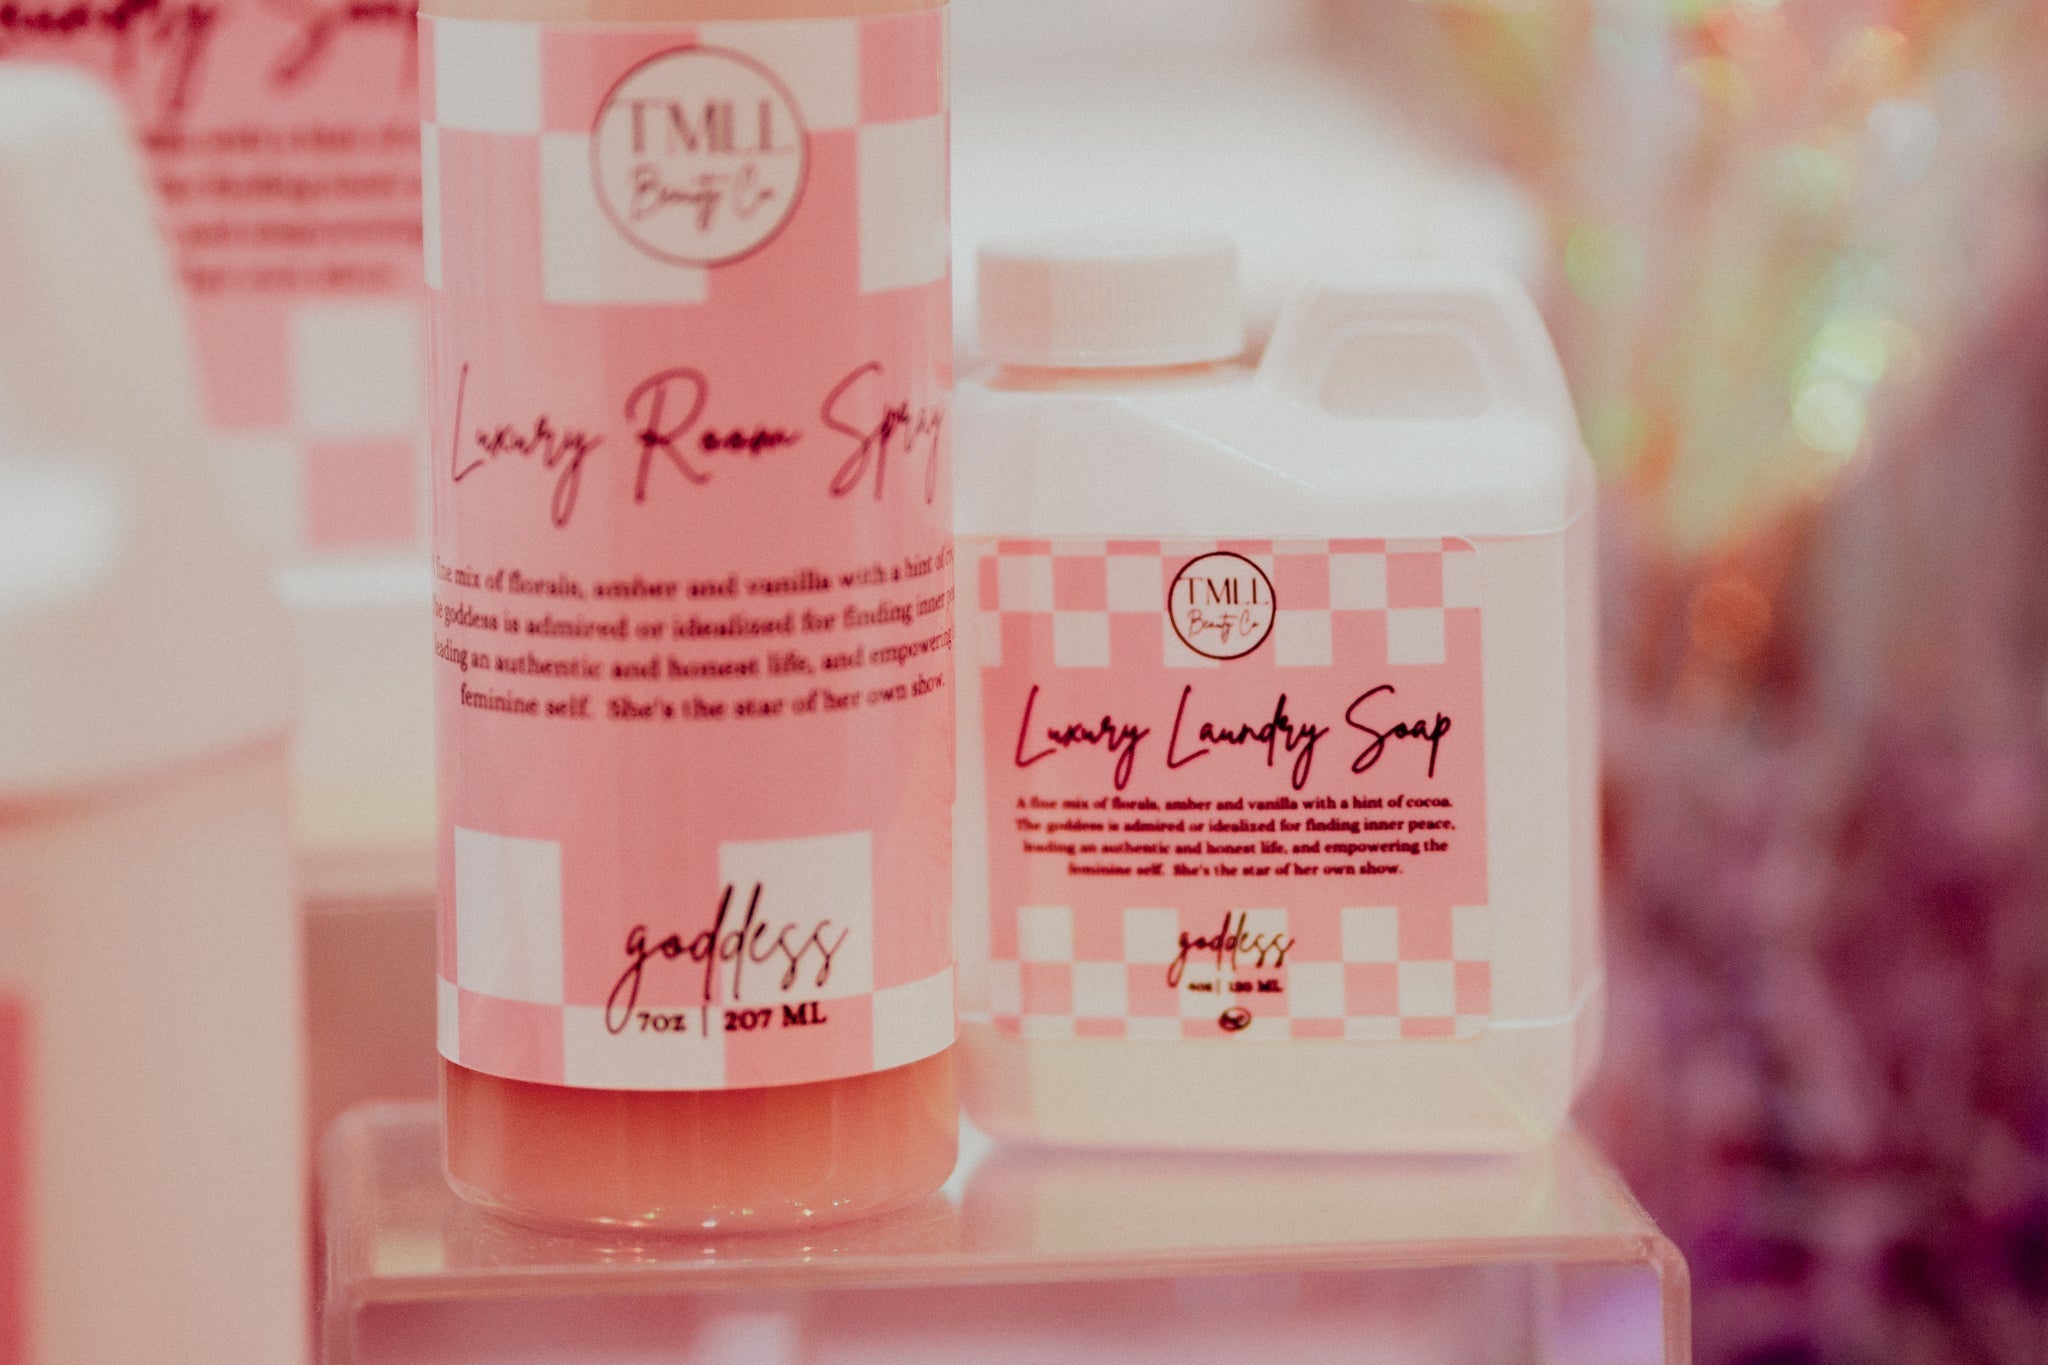 TMLL
Beauty Co
Luxury Room Spray
fine mix of florals, amber and vanilla with a hint of
goddess is admired or idealized for finding inner
leading an authentic and honest life, and empowering
feminine self. She's the star of her own show.
goddess
7oz | 207 ML
TMLL
Beauty Co
Luxury Laundry Soap
A fine mix of florals, amber and vanilla with a hint of cocoa.
The goddess is admired or idealized for finding inner peace,
leading an authentic and honest life, and empowering the
feminine self. She's the star of her own show.
goddess
4oz | 120 ML